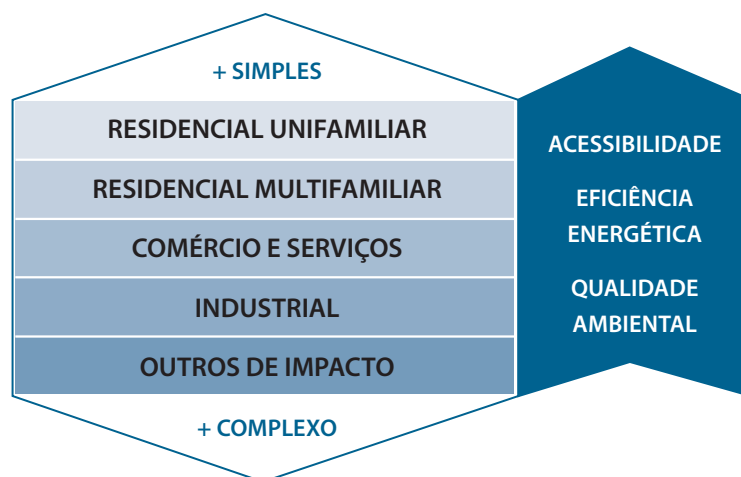 + SIMPLES
RESIDENCIAL UNIFAMILIAR
RESIDENCIAL MULTIFAMILIAR
COMÉRCIO E SERVIÇOS
INDUSTRIAL
OUTROS DE IMPACTO
+ COMPLEXO
ACESSIBILIDADE
EFICIÊNCIA
ENERGÉTICA
QUALIDADE
AMBIENTAL